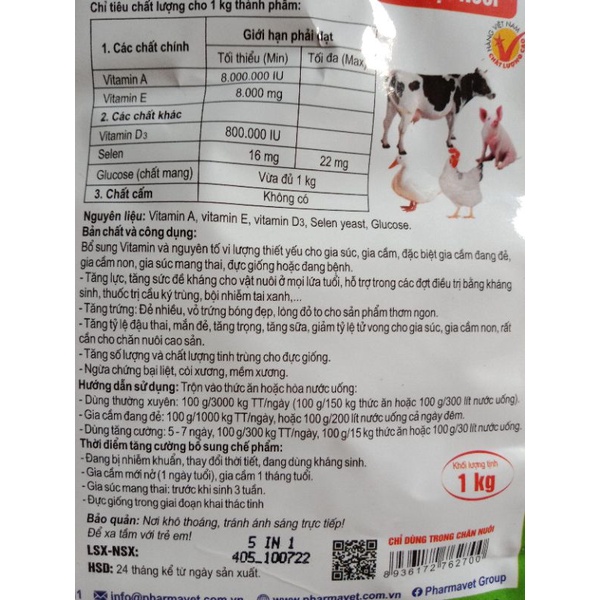 Chỉ tiêu chất lượng cho 1 kg thành phẩm:
1. Các chất chính
Giới hạn phải đạt
Tối thiểu (Min)
Tối đa (Max
Vitamin A
8.000.000 IU
Vitamin E
8.000 mg
2. Các chất khác
Vitamin D3
800.000 IU
Selen
16 mg
22 mg
Glucose (chất mang)
Vừa đủ 1 kg
3. Chất cấm
Không có
HÀNG VIỆT NAM
CHẤT LƯỢNG CAO
Nguyên liệu: Vitamin A, vitamin E, vitamin D3, Selen yeast, Glucose.
Bản chất và công dụng:
Bổ sung Vitamin và nguyên tố vi lượng thiết yếu cho gia súc, gia cầm, đặc biệt gia cầm đang đẻ,
gia cầm non, gia súc mang thai, đực giống hoặc đang bệnh.
- Tăng lực, tăng sức đề kháng cho vật nuôi ở mọi lứa tuổi, hỗ trợ trong các đợt điều trị bằng kháng
sinh, thuốc trị cầu ký trùng, bội nhiễm tai xanh,...
- Tăng trứng: Đẻ nhiều, vỏ trứng bóng đẹp, lòng đỏ to cho sản phẩm thơm ngon.
- Tăng tỷ lệ đậu thai, mắn đẻ, tăng trọng, tăng sữa, giảm tỷ lệ tử vong cho gia súc, gia cầm non, rất
cần cho chăn nuôi cao sản.
- Tăng số lượng và chất lượng tinh trùng cho đực giống.
- Ngừa chứng bại liệt, còi xương, mềm xương.
Hướng dẫn sử dụng: Trộn vào thức ăn hoặc hòa nước uống:
- Dùng thường xuyên: 100 g/3000 kg TT/ngày (100 g/150 kg thức ăn hoặc 100 g/300 lít nước uống).
- Gia cầm đang đẻ: 100 g/1000 kg TT/ngày, hoặc 100 g/200 lít nước uống cả ngày đêm.
- Dùng tăng cường: 5 - 7 ngày, 100 g/300 kg TT/ngày, 100 g/15 kg thức ăn hoặc 100 g/30 lít nước uống.
Thời điểm tăng cường bổ sung chế phẩm:
- Đang bị nhiễm khuẩn, thay đổi thời tiết, đang dùng kháng sinh.
- Gia cầm mới nở (1 ngày tuổi), gia cầm 1 tháng tuổi.
- Gia súc mang thai: trước khi sinh 3 tuần.
- Đực giống trong giai đoạn khai thác tinh
Khối lượng tịnh
1 kg
Bảo quản: Nơi khô thoáng, tránh ánh sáng trực tiếp!
Để xa tầm với trẻ em!
LSX-NSX:
5 IN 1
405_100722
HSD: 24 tháng kể từ ngày sản xuất.
CHỈ DÙNG TRONG CHĂN NUÔI
8 936172 762700
Pharmavet Group